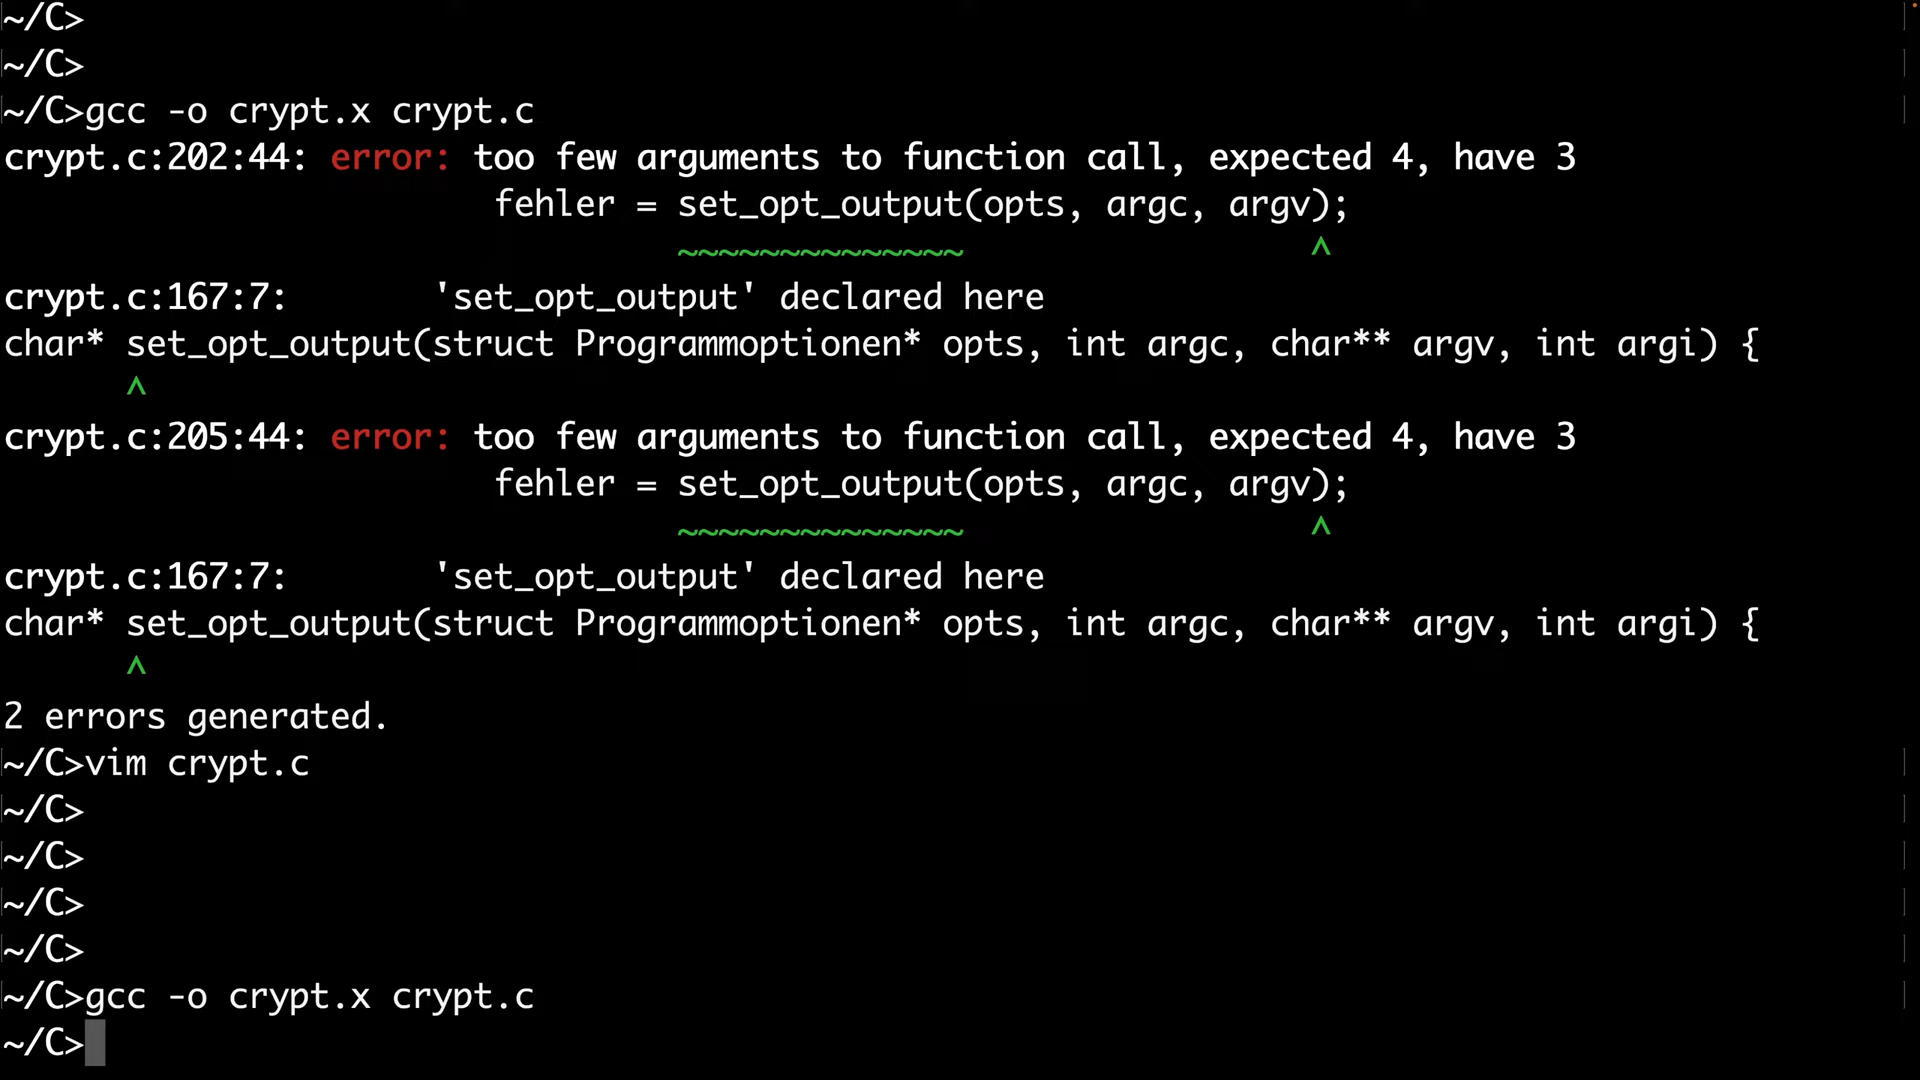 ~/C>
~/C>
~/C>gcc -o crypt.x crypt.c
crypt.c:202:44: error: too few arguments to function call, expected 4, have 3
                        fehler = set_opt_output(opts, argc, argv);
                                 ~~~~~~~~~~~~~~                 ^
crypt.c:167:7:       'set_opt_output' declared here
char* set_opt_output(struct Programmoptionen* opts, int argc, char** argv, int argi) {
      ^
crypt.c:205:44: error: too few arguments to function call, expected 4, have 3
                        fehler = set_opt_output(opts, argc, argv);
                                 ~~~~~~~~~~~~~~                 ^
crypt.c:167:7:       'set_opt_output' declared here
char* set_opt_output(struct Programmoptionen* opts, int argc, char** argv, int argi) {
      ^
2 errors generated.
~/C>vim crypt.c
~/C>
~/C>
~/C>
~/C>
~/C>gcc -o crypt.x crypt.c
~/C>